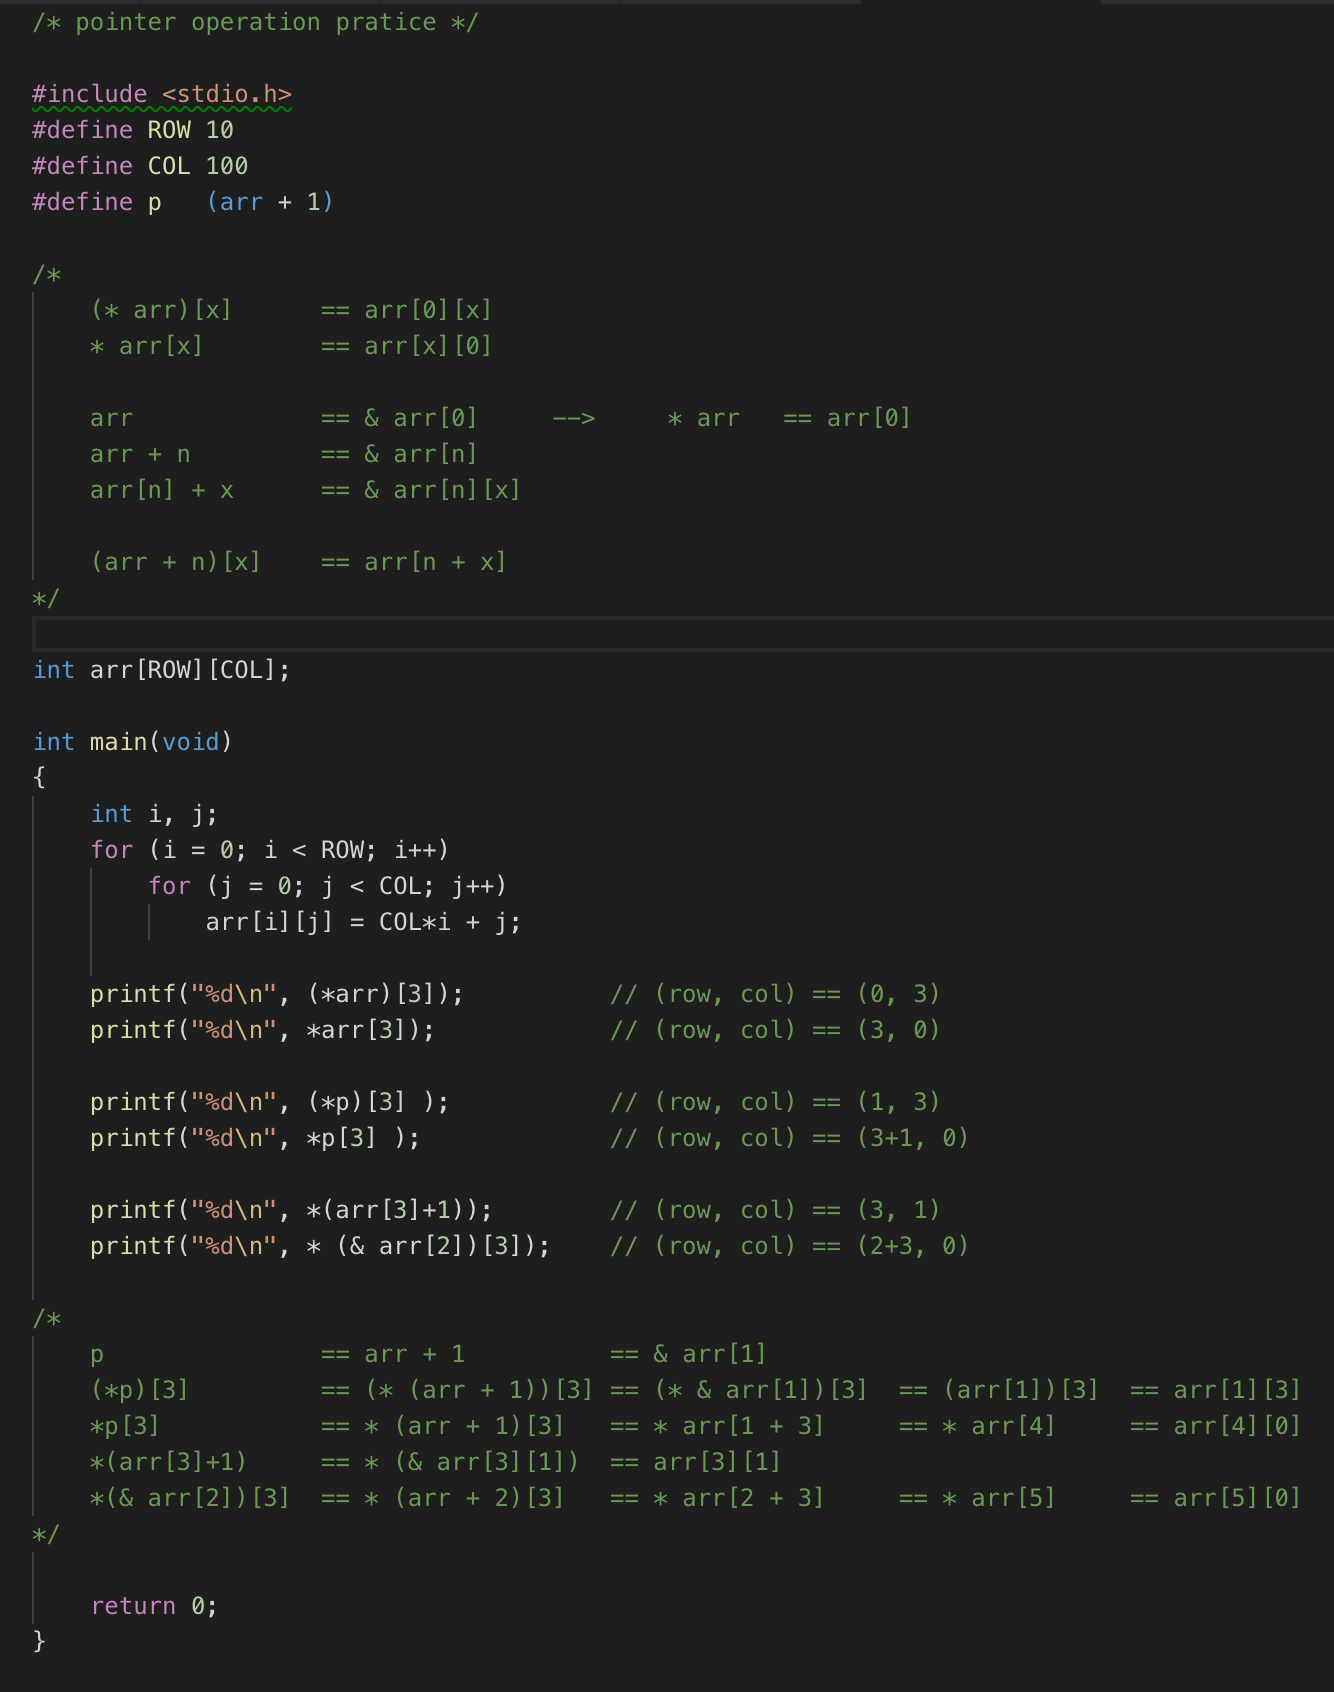 /* pointer operation pratice */
#include <stdio.h>
#define ROW 10
#define COL 100
#define p   (arr + 1)
/*
    (* arr)[x]      == arr[0][x]
    * arr[x]        == arr[x][0]
    arr             == & arr[0]     -->     * arr   == arr[0]
    arr + n         == & arr[n]
    arr[n] + x      == & arr[n][x]
    (arr + n)[x]    == arr[n + x]
*/
int arr[ROW][COL];
int main(void)
{
    int i, j;
    for (i = 0; i < ROW; i++)
        for (j = 0; j < COL; j++)
            arr[i][j] = COL*i + j;
    printf("%d\n", (*arr)[3]);          // (row, col) == (0, 3)
    printf("%d\n", *arr[3]);            // (row, col) == (3, 0)
    printf("%d\n", (*p)[3] );           // (row, col) == (1, 3)
    printf("%d\n", *p[3] );             // (row, col) == (3+1, 0)
    printf("%d\n", *(arr[3]+1));        // (row, col) == (3, 1)
    printf("%d\n", * (& arr[2])[3]);    // (row, col) == (2+3, 0)
/*
    p               == arr + 1          == & arr[1]
    (*p)[3]         == (* (arr + 1))[3] == (* & arr[1])[3]  == (arr[1])[3]  == arr[1][3]
    *p[3]           == * (arr + 1)[3]   == * arr[1 + 3]     == * arr[4]     == arr[4][0]
    *(arr[3]+1)     == * (& arr[3][1])  == arr[3][1]
    *(& arr[2])[3]  == * (arr + 2)[3]   == * arr[2 + 3]     == * arr[5]     == arr[5][0]
*/
    return 0;
}